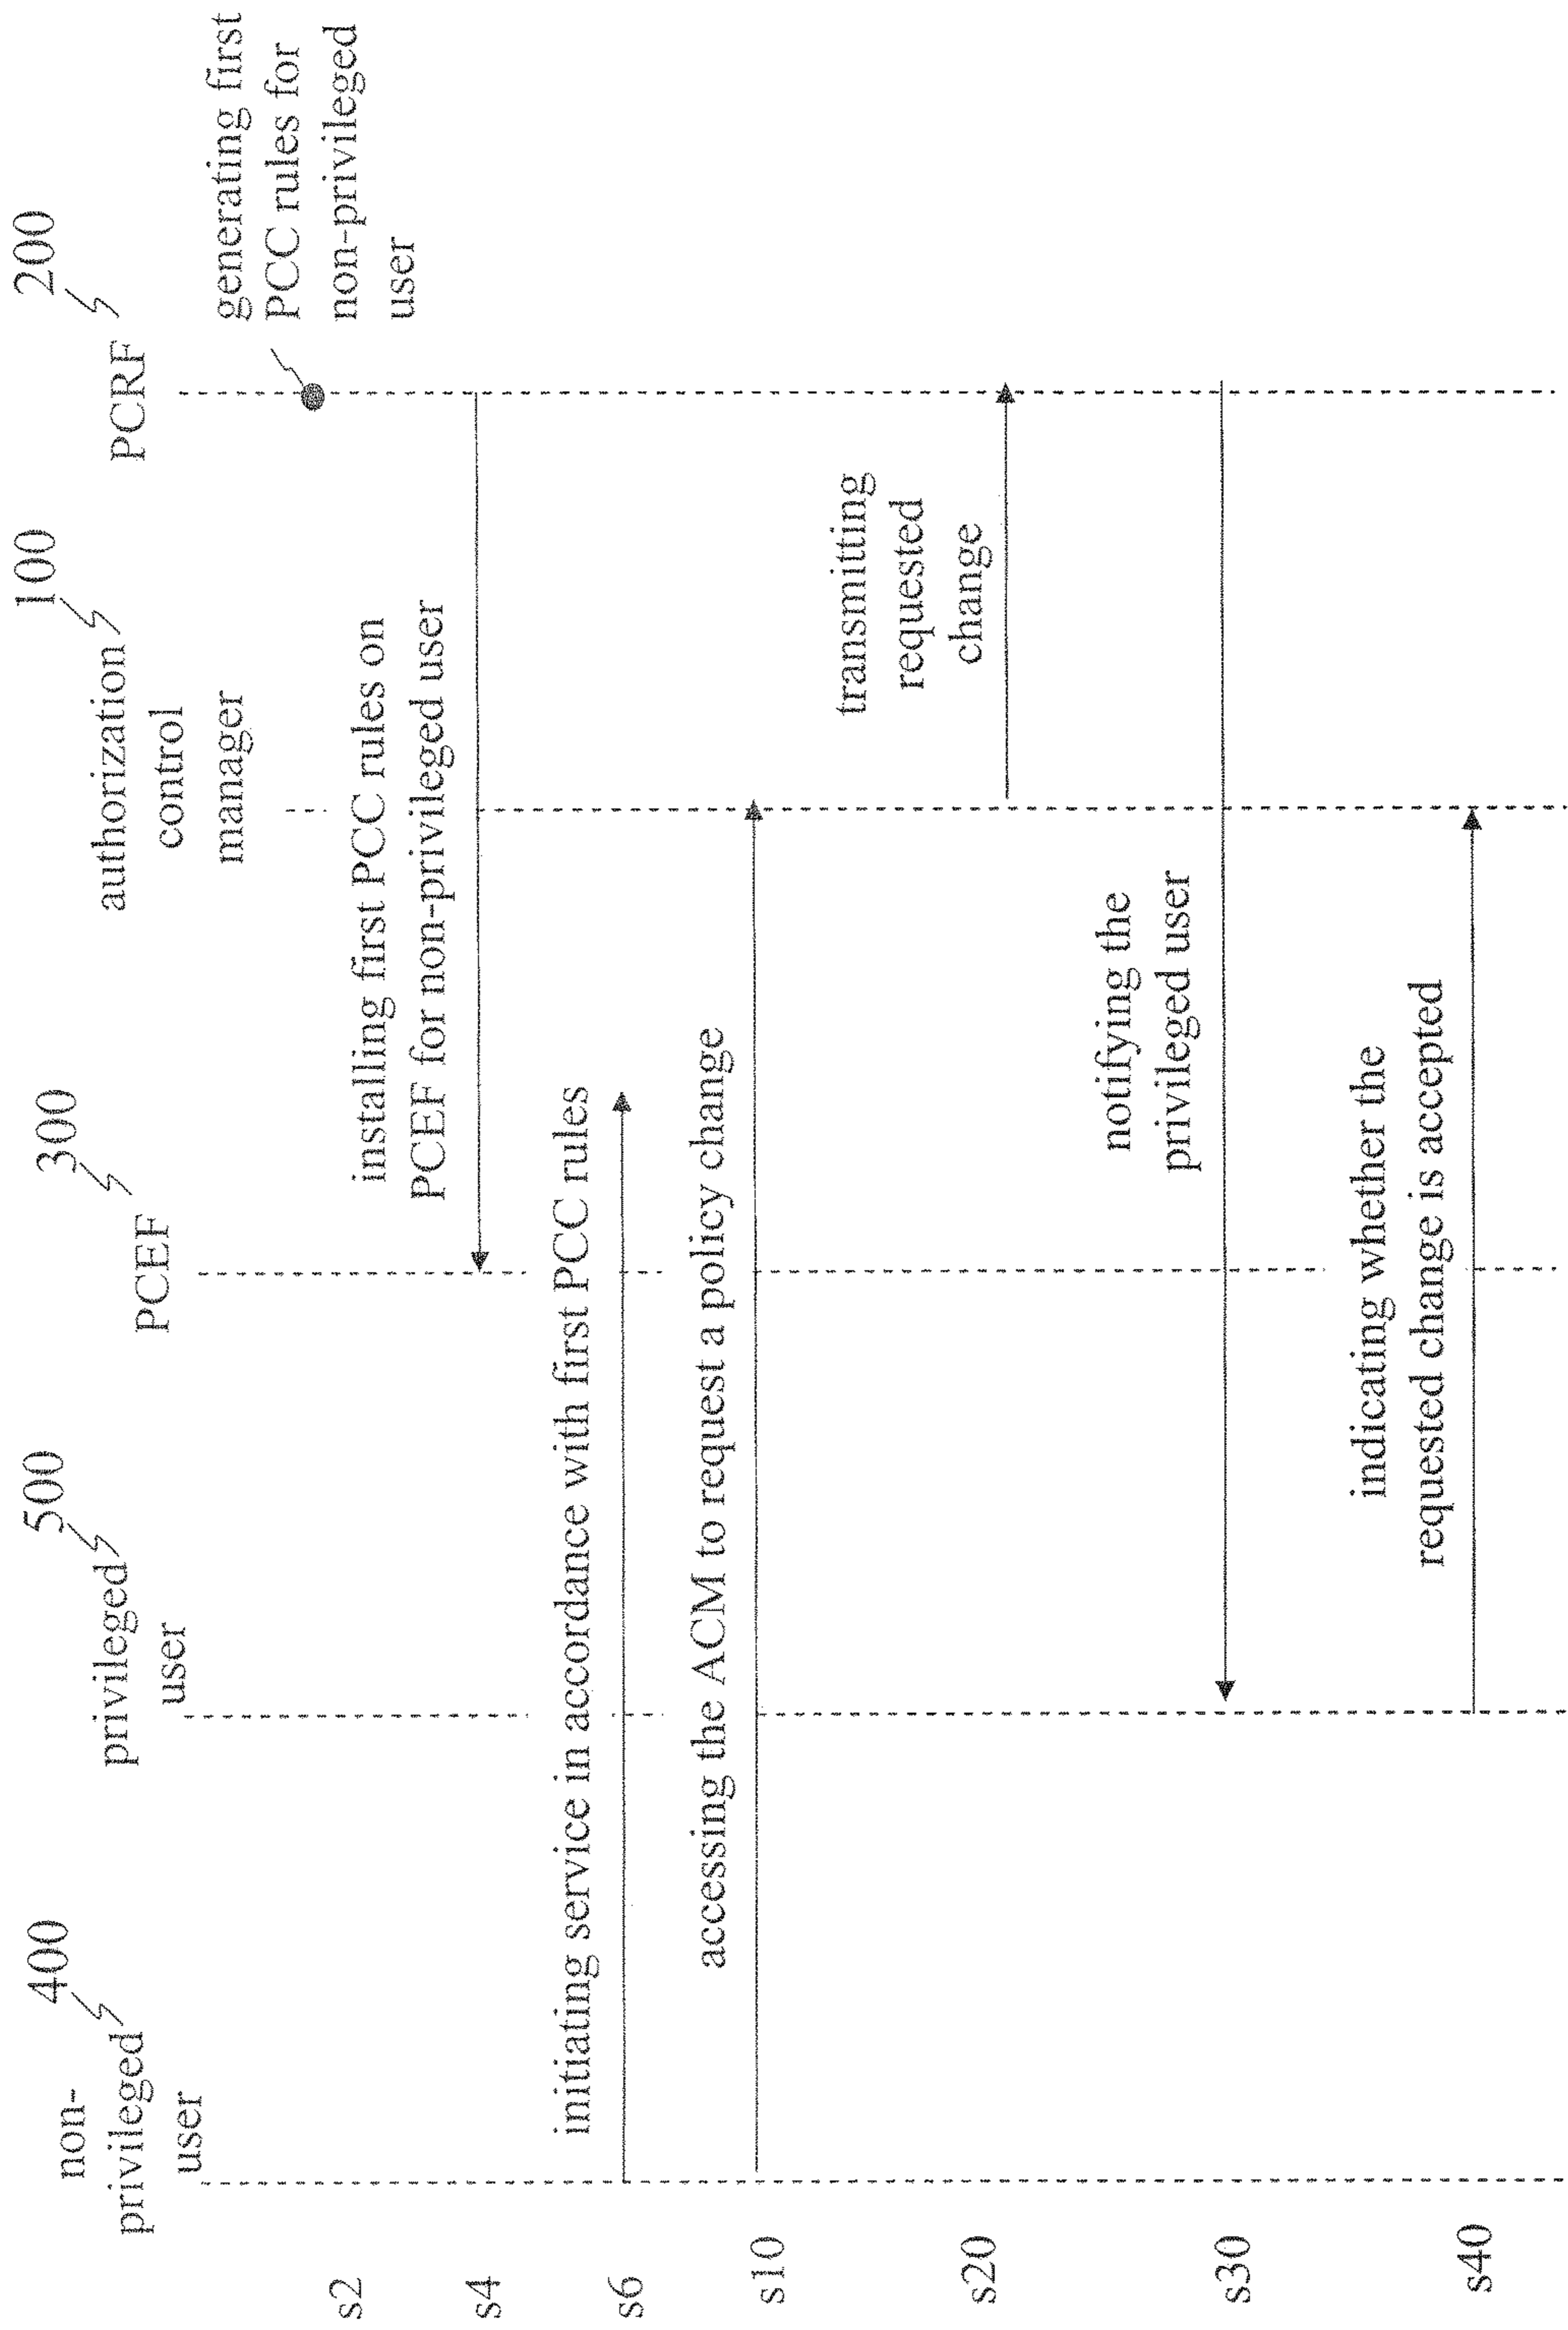 non-
privileged
user
400
privileged
user
500
PCEF
300
authorization
control
manager
100
PCRF
200
s2
generating first
PCC rules for
non-privileged
user
s4
installing first PCC rules on
PCEF for non-privileged user
s6
initiating service in accordance with first PCC rules
s10
accessing the ACM to request a policy change
s20
transmitting
requested
change
s30
notifying the
privileged user
s40
indicating whether the
requested change is accepted